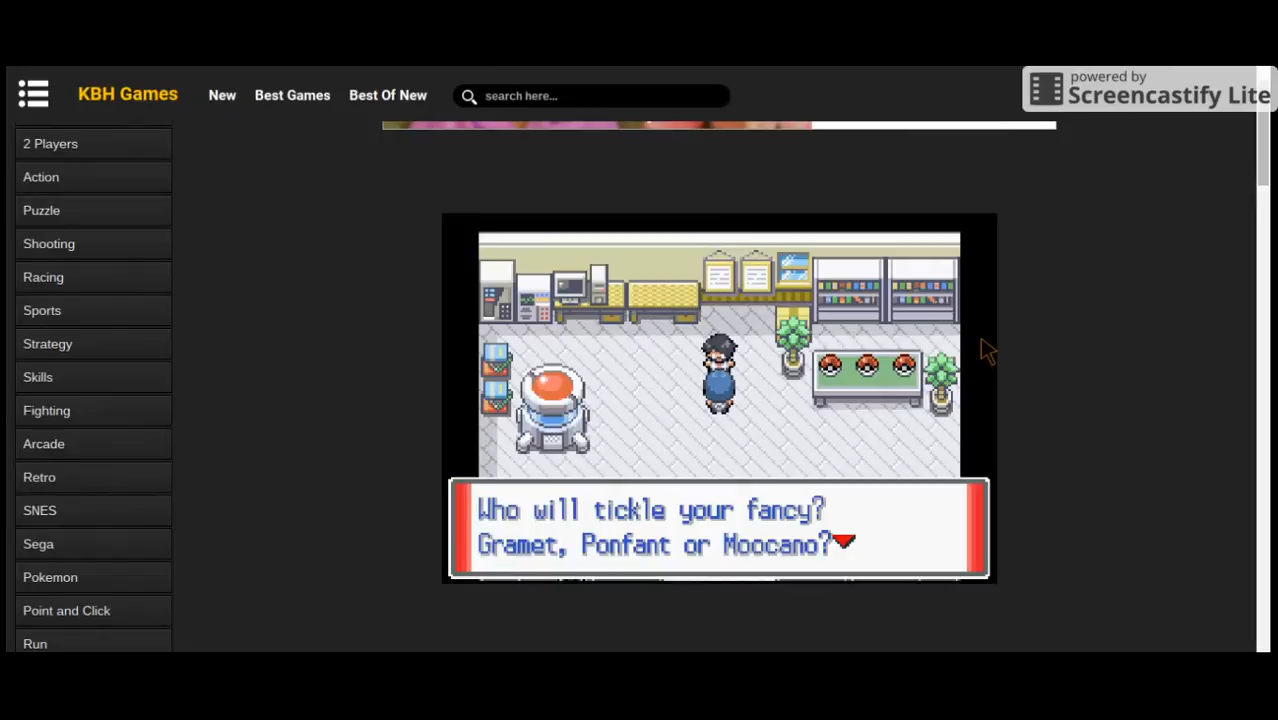 powered by
Screencastify Lite
KBH Games New Best Games Best Of New search here...
2 Players
Action
Puzzle
Shooting
Racing
Sports
Strategy
Skills
Fighting
Arcade
Retro
SNES
Sega
Pokemon
Point and Click
Run
Who will tickle your fancy?
Gramet, Ponfant or Moocano?